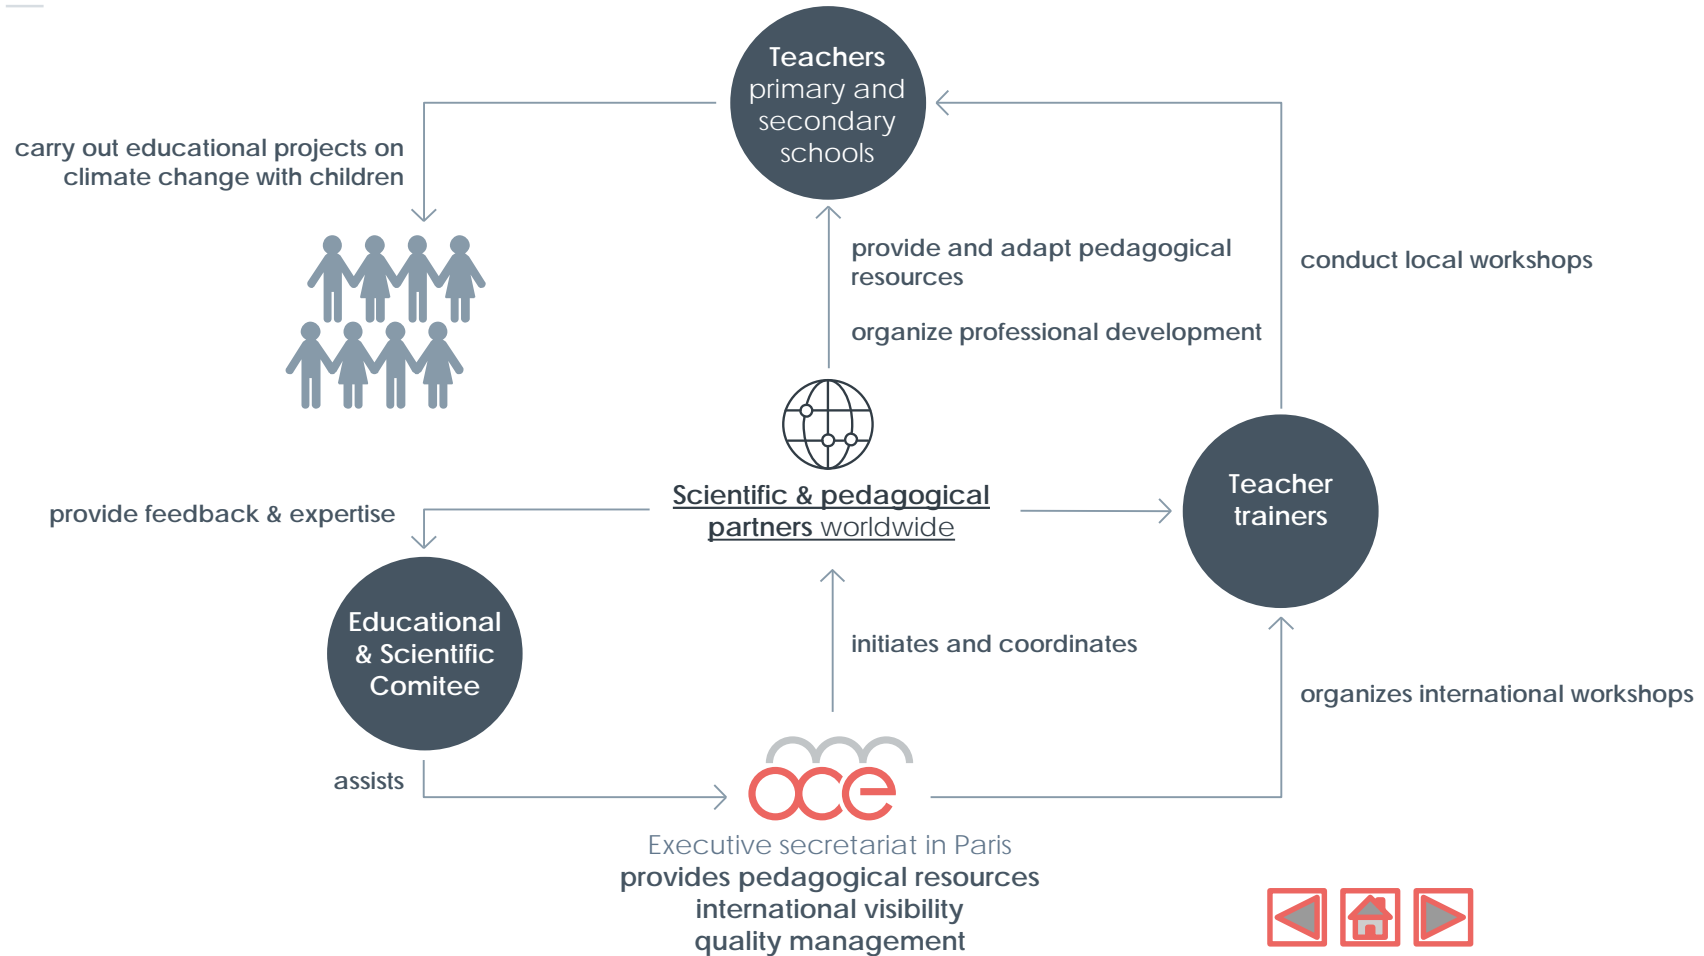 Teachers
primary and
secondary
schools
carry out educational projects on
climate change with children
provide and adapt pedagogical
resources
organize professional development
conduct local workshops
Scientific & pedagogical
partners worldwide
Teacher
trainers
provide feedback & expertise
Educational
& Scientific
Comitee
initiates and coordinates
organizes international workshops
assists
oce
Executive secretariat in Paris
provides pedagogical resources
international visibility
quality management